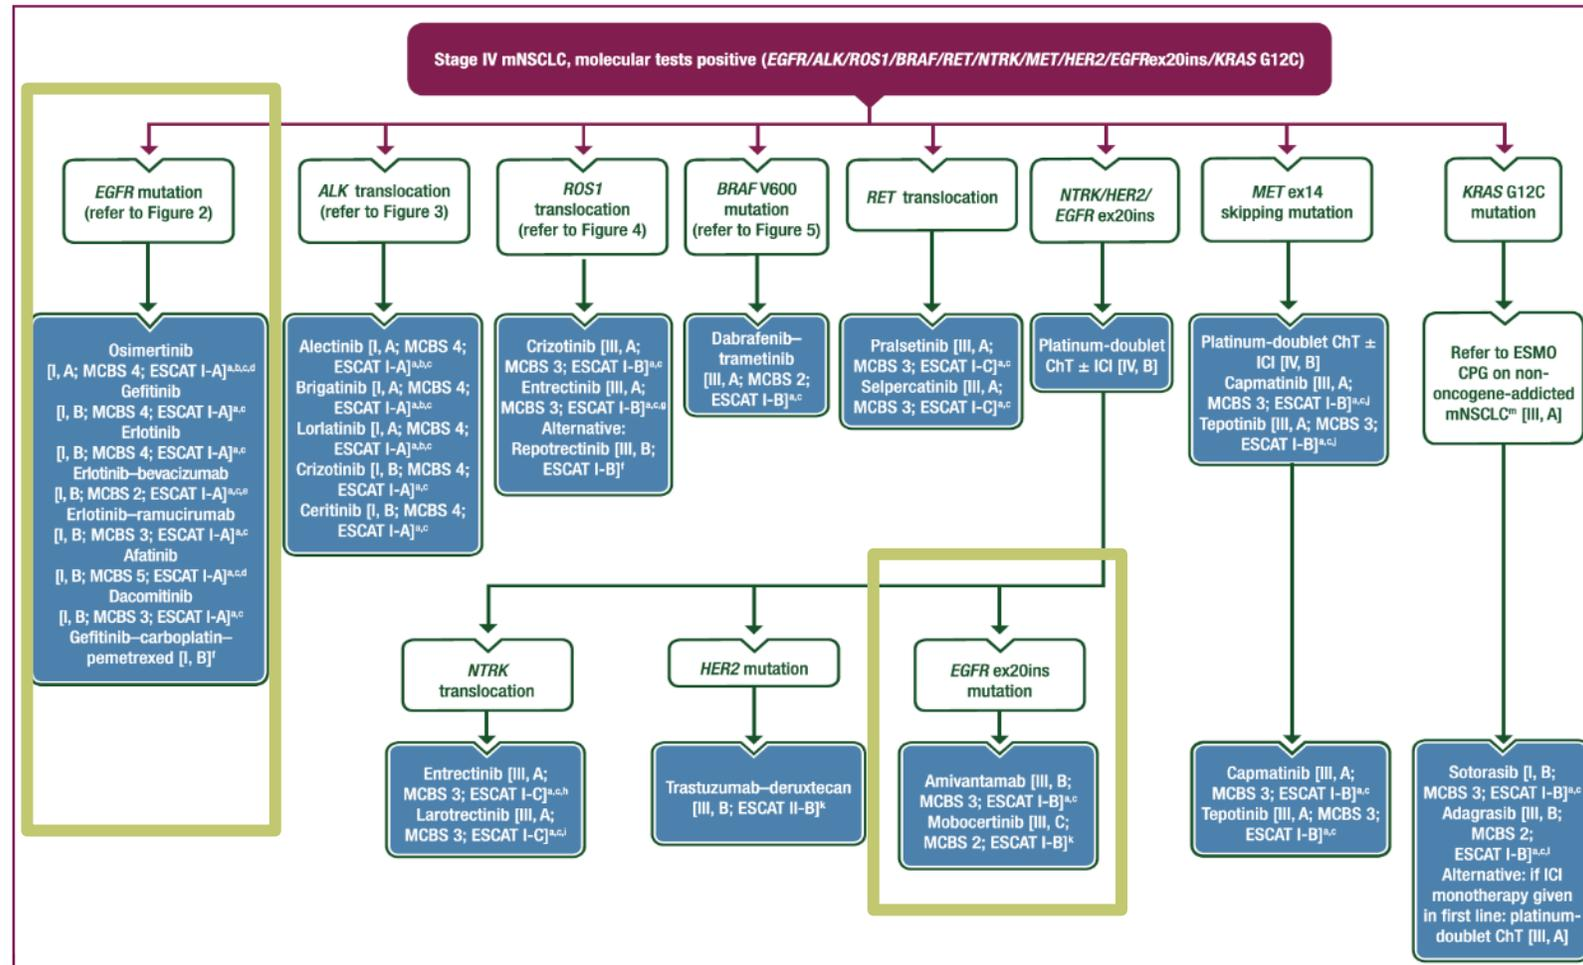 Stage IV mNSCLC, molecular tests positive (EGFR/ALK/ROS1/BRAF/RET/NTRK/MET/HER2/EGFRex20ins/KRAS G12C)
EGFR mutation
(refer to Figure 2)
ALK translocation
(refer to Figure 3)
ROS1
translocation
(refer to Figure 4)
BRAF V600
mutation
(refer to Figure 5)
RET translocation
NTRK/HER2/
EGFR ex20ins
MET ex14
skipping mutation
KRAS G12C
mutation
Osimertinib
[I, A; MCBS 4; ESCAT I-A]a,b,c,d
Gefitinib
[I, B; MCBS 4; ESCAT I-A]a,c
Erlotinib
[I, B; MCBS 4; ESCAT I-A]a,c
Erlotinib–bevacizumab
[I, B; MCBS 2; ESCAT I-A]a,c,e
Erlotinib–ramucirumab
[I, B; MCBS 3; ESCAT I-A]a,c
Afatinib
[I, B; MCBS 5; ESCAT I-A]a,c,d
Dacomitinib
[I, B; MCBS 3; ESCAT I-A]a,c
Gefitinib–carboplatin–
pemetrexed [I, B]f
Alectinib [I, A; MCBS 4;
ESCAT I-A]a,b,c
Brigatinib [I, A; MCBS 4;
ESCAT I-A]a,b,c
Lorlatinib [I, A; MCBS 4;
ESCAT I-A]a,b,c
Crizotinib [I, B; MCBS 4;
ESCAT I-A]a,c
Ceritinib [I, B; MCBS 4;
ESCAT I-A]a,c
Crizotinib [III, A;
MCBS 3; ESCAT I-B]a,c
Entrectinib [III, A;
MCBS 3; ESCAT I-B]a,c,g
Alternative:
Repotrectinib [III, B;
ESCAT I-B]f
Dabrafenib–
trametinib
[III, A; MCBS 2;
ESCAT I-B]a,c
Pralsetinib [III, A;
MCBS 3; ESCAT I-C]a,c
Selpercatinib [III, A;
MCBS 3; ESCAT I-C]a,c
Platinum-doublet
ChT ± ICI [IV, B]
Platinum-doublet ChT ±
ICI [IV, B]
Capmatinib [III, A;
MCBS 3; ESCAT I-B]a,c,j
Tepotinib [III, A; MCBS 3;
ESCAT I-B]a,c,j
Refer to ESMO
CPG on non-
oncogene-addicted
mNSCLCm [III, A]
NTRK
translocation
HER2 mutation
EGFR ex20ins
mutation
Entrectinib [III, A;
MCBS 3; ESCAT I-C]a,c,h
Larotrectinib [III, A;
MCBS 3; ESCAT I-C]a,c,i
Trastuzumab–deruxtecan
[III, B; ESCAT II-B]k
Amivantamab [III, B;
MCBS 3; ESCAT I-B]a,c
Mobocertinib [III, C;
MCBS 2; ESCAT I-B]k
Capmatinib [III, A;
MCBS 3; ESCAT I-B]a,c
Tepotinib [III, A; MCBS 3;
ESCAT I-B]a,c
Sotorasib [I, B;
MCBS 3; ESCAT I-B]a,c
Adagrasib [III, B;
MCBS 2;
ESCAT I-B]a,c,l
Alternative: if ICI
monotherapy given
in first line: platinum-
doublet ChT [III, A]